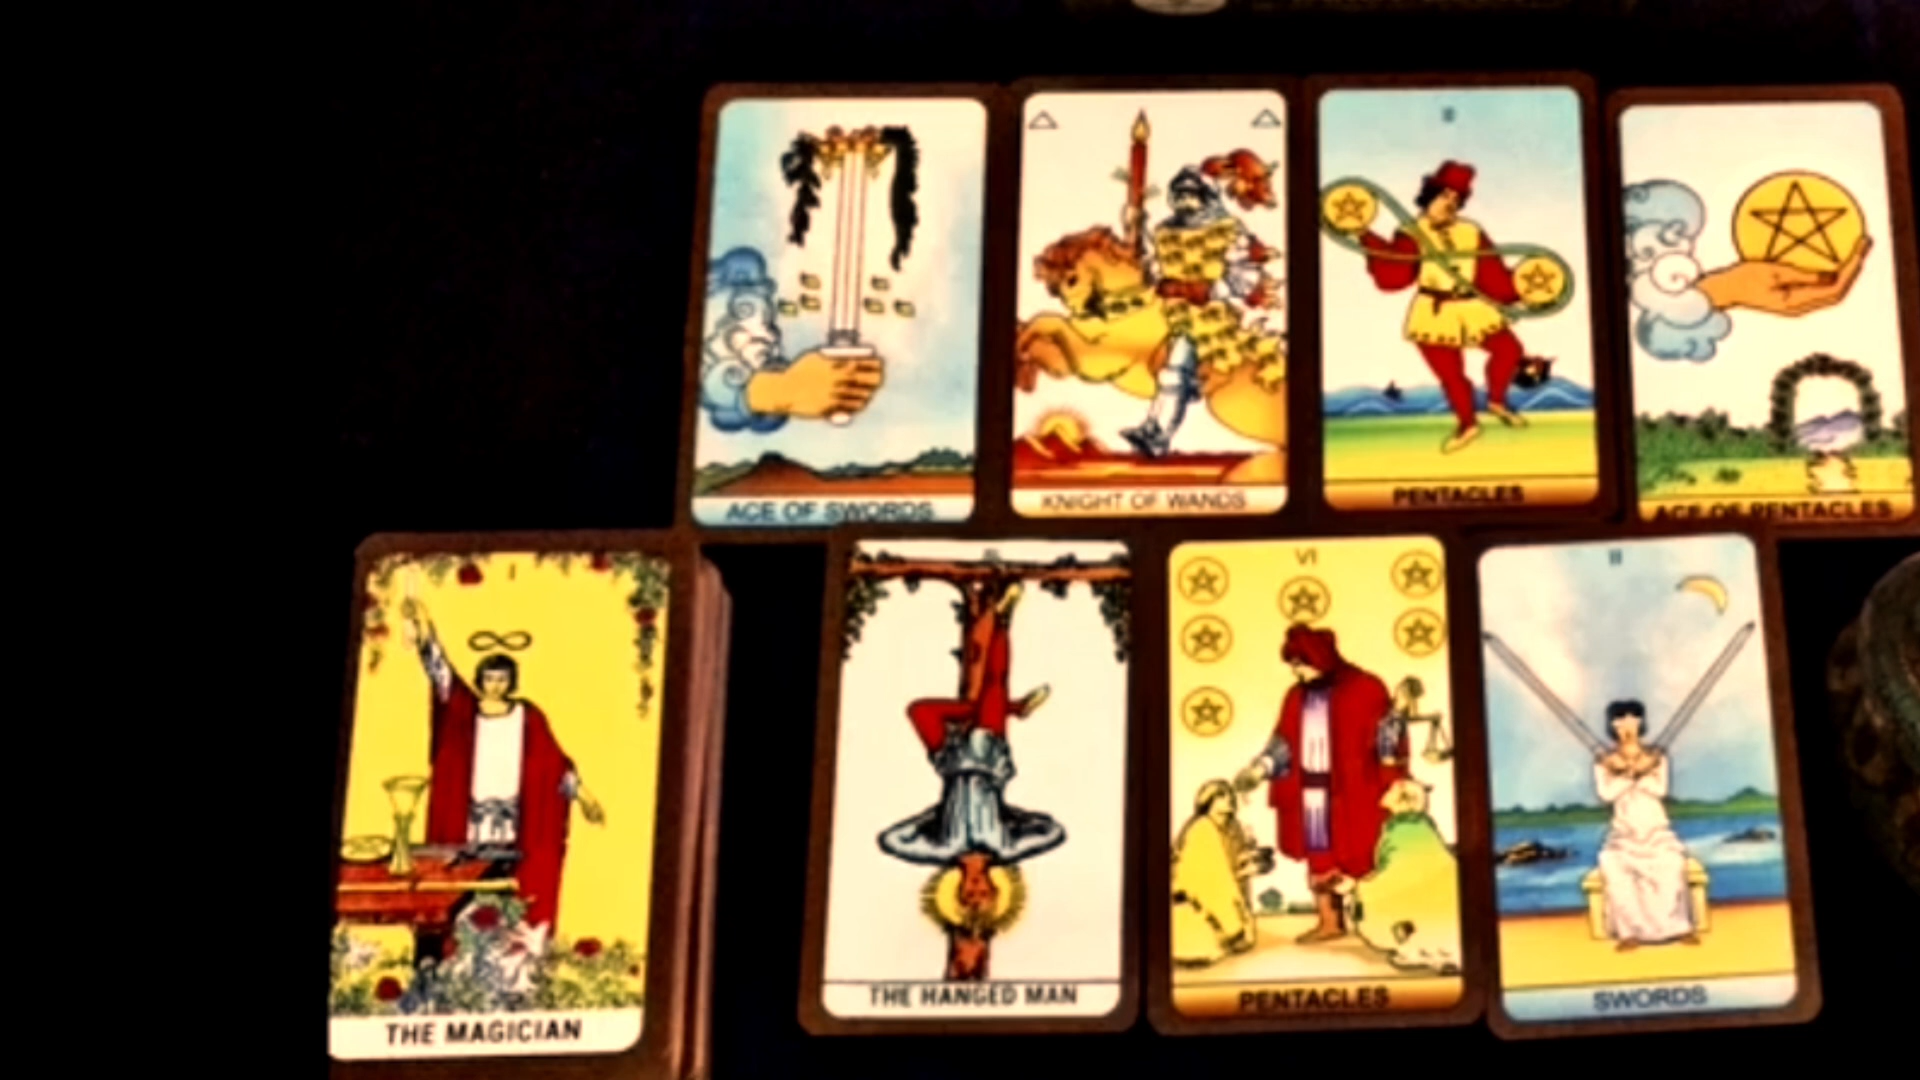 ACE OF SWORDS
KNIGHT OF WANDS
II
PENTACLES
ACE OF PENTACLES
I
THE MAGICIAN
THE HANGED MAN
VI
PENTACLES
II
SWORDS